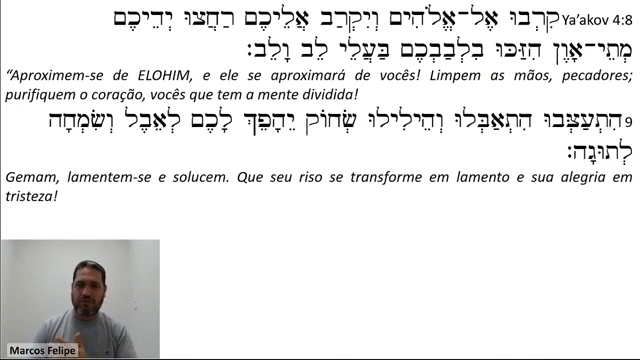 קִרְבוּ אֶל־אֱלֹהִים וְיִקְרַב אֲלֵיכֶם רַחֲצוּ יְדֵיכֶם Ya’akov 4:8
מְתֵי־אָוֶן הִזַּכּוּ בִלְבַבְכֶם בַּעֲלֵי לֵב וָלֵב׃
“Aproximem-se de ELOHIM, e ele se aproximará de vocês! Limpem as mãos, pecadores;
purifiquem o coração, vocês que tem a mente dividida!
9 הִתְעַצְּבוּ הִתְאַבְּלוּ וְהֵילִילוּ שְׂחוֹק יֵהָפֵךְ לָכֶם לְאֵבֶל וְשִׂמְחָה
לְתוּגָה׃
Gemam, lamentem-se e solucem. Que seu riso se transforme em lamento e sua alegria em
tristeza!
Marcos Felipe